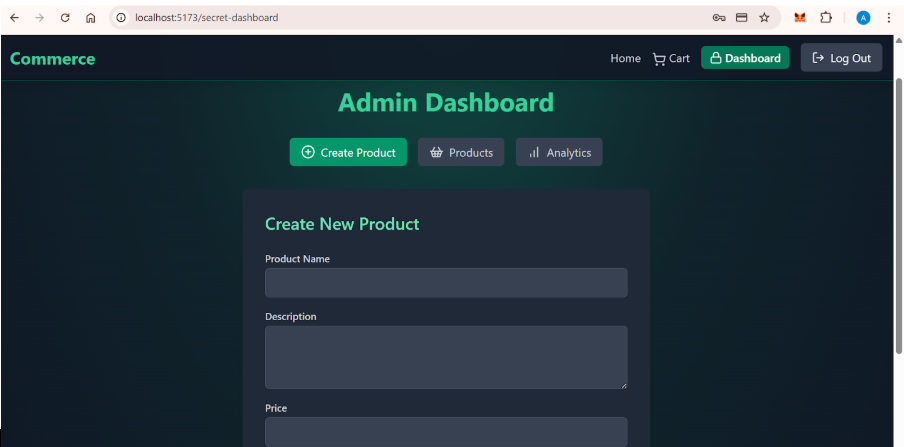 localhost:5173/secret-dashboard
A
Commerce
Home Cart Dashboard Log Out
Admin Dashboard
Create Product Products Analytics
Create New Product
Product Name
Description
Price